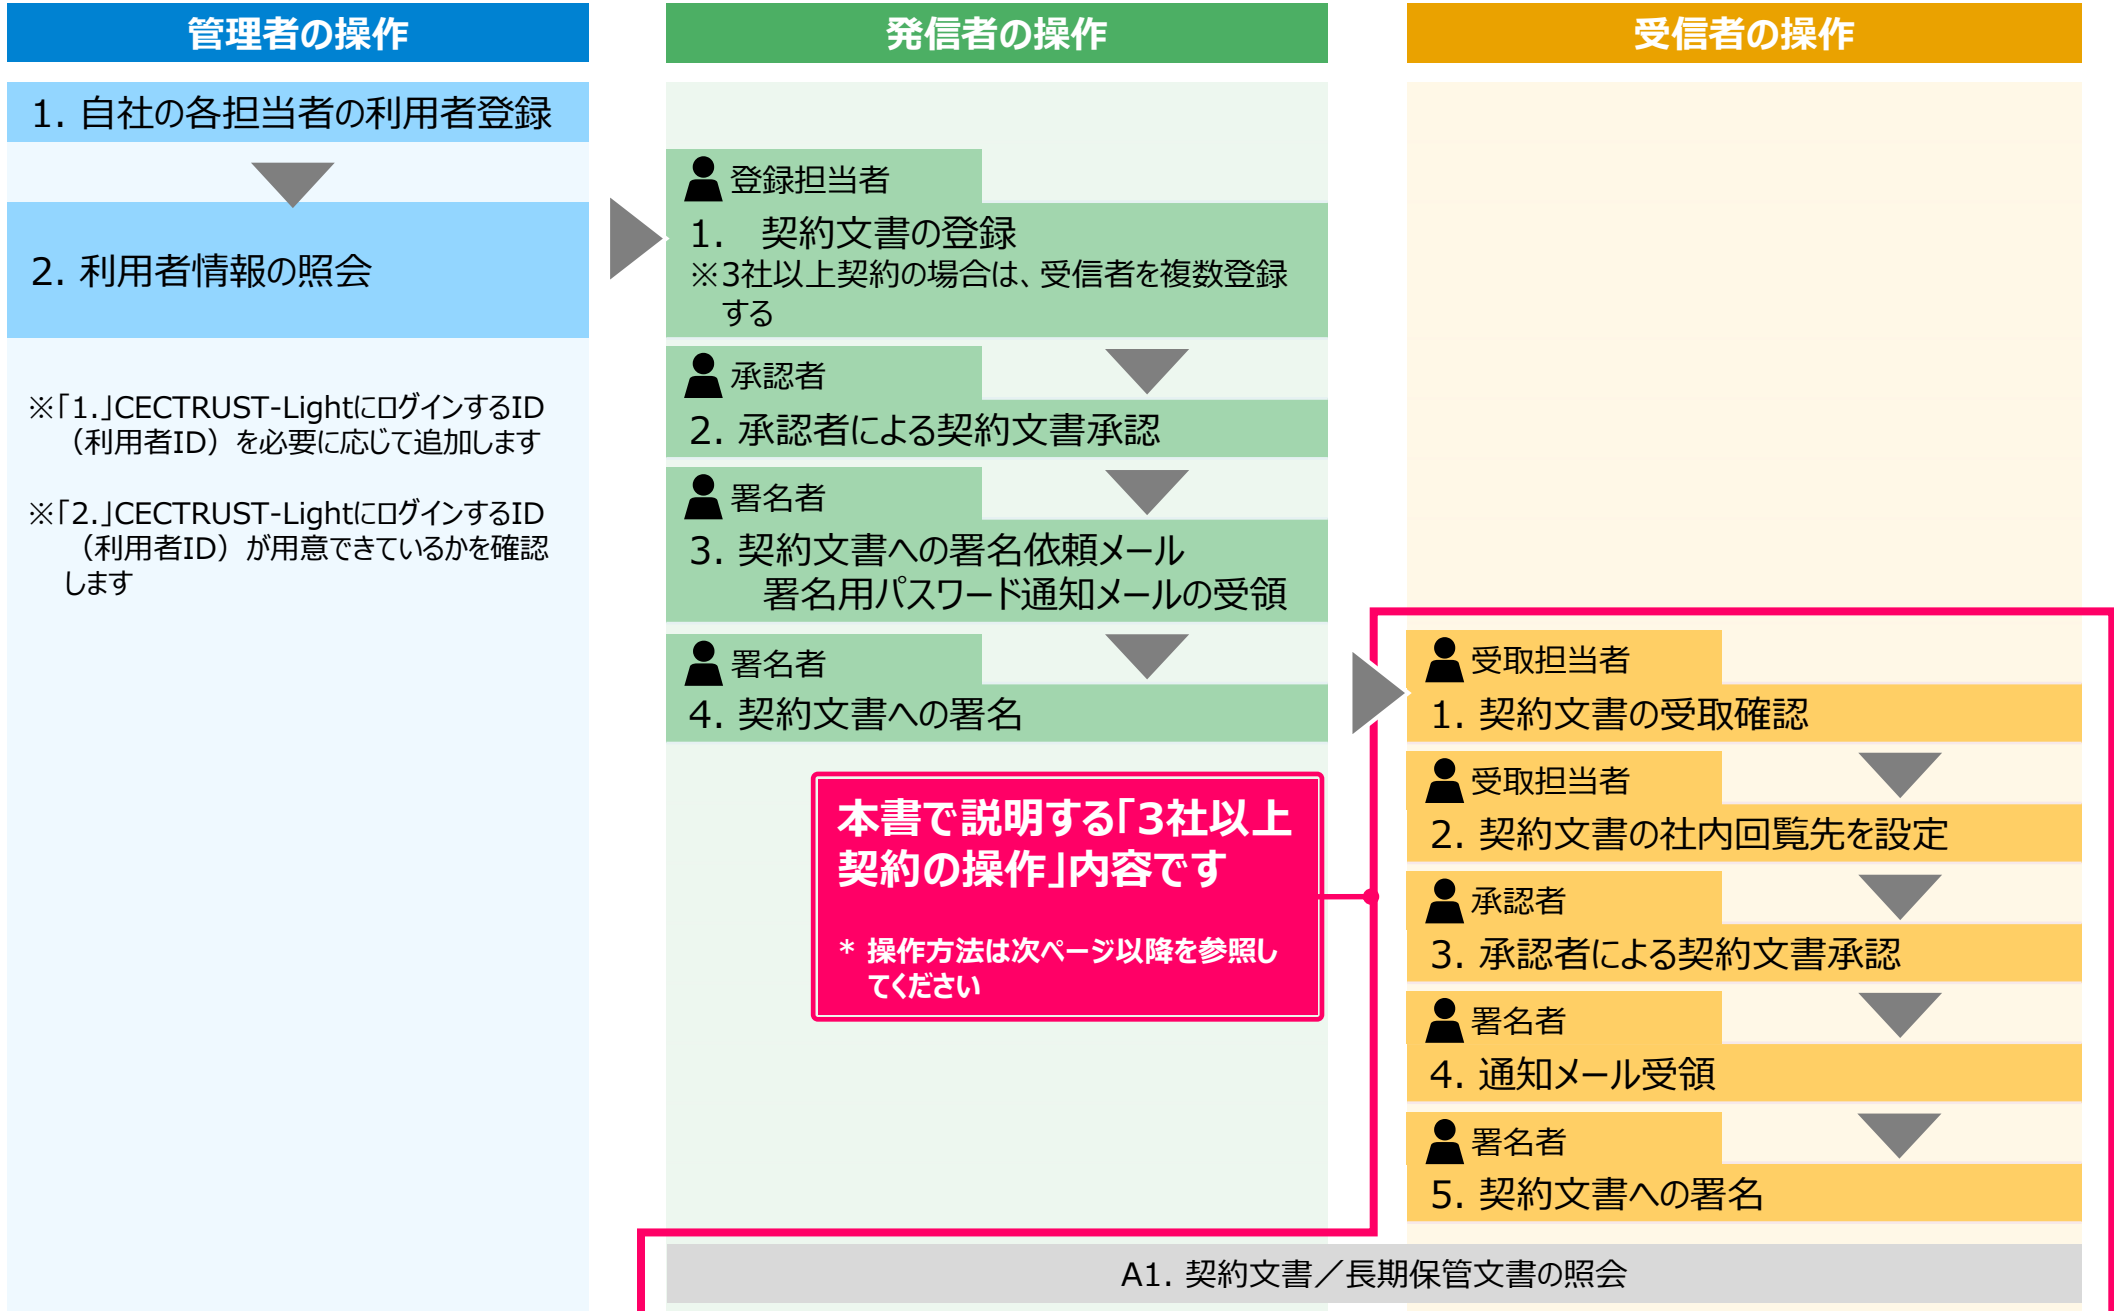 管理者の操作
1. 自社の各担当者の利用者登録
2. 利用者情報の照会
※「1.」CECTRUST-LightにログインするID
（利用者ID）を必要に応じて追加します
※「2.」CECTRUST-LightにログインするID
（利用者ID）が用意できているかを確認
します
発信者の操作
登録担当者
1. 契約文書の登録
※3社以上契約の場合は、受信者を複数登録
する
承認者
2. 承認者による契約文書承認
署名者
3. 契約文書への署名依頼メール
署名用パスワード通知メールの受領
署名者
4. 契約文書への署名
本書で説明する「3社以上
契約の操作」内容です
* 操作方法は次ページ以降を参照し
てください
受信者の操作
受取担当者
1. 契約文書の受取確認
受取担当者
2. 契約文書の社内回覧先を設定
承認者
3. 承認者による契約文書承認
署名者
4. 通知メール受領
署名者
5. 契約文書への署名
A1. 契約文書／長期保管文書の照会